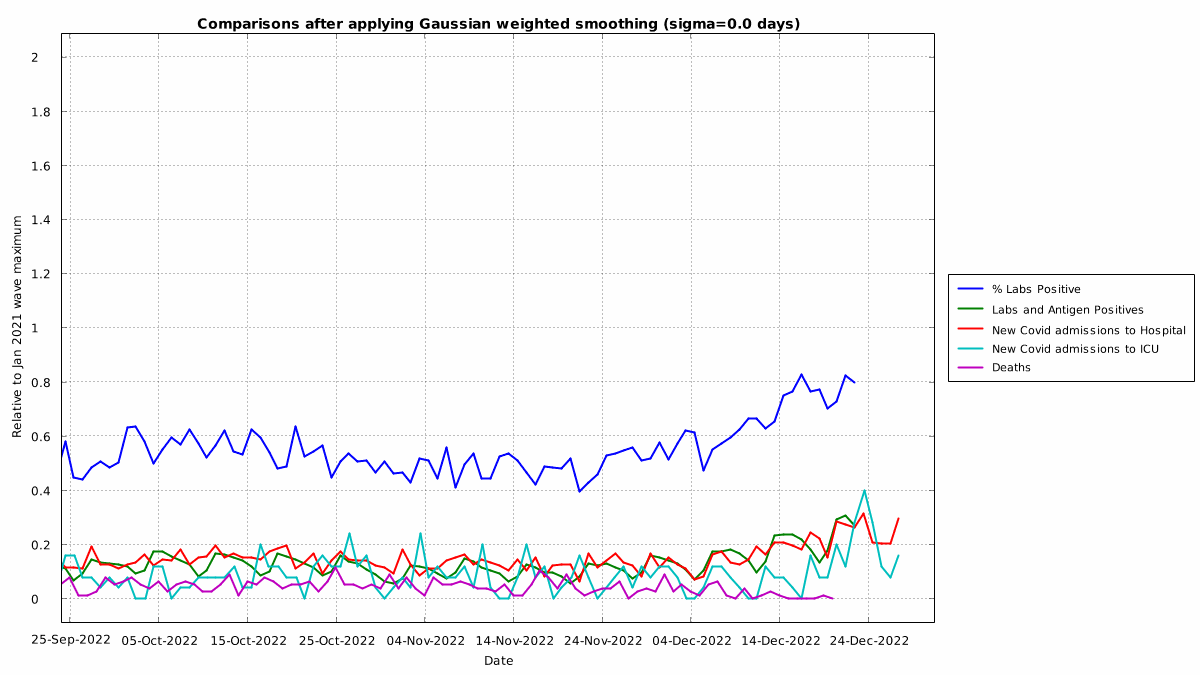 Comparisons after applying Gaussian weighted smoothing (sigma=0.0 days)
2
1.8
1.6
1.4
1.2
1
0.8
0.6
0.4
0.2
0
Relative to Jan 2021 wave maximum
25-Sep-2022 05-Oct-2022 15-Oct-2022 25-Oct-2022 04-Nov-2022 14-Nov-2022 24-Nov-2022 04-Dec-2022 14-Dec-2022 24-Dec-2022
Date
% Labs Positive
Labs and Antigen Positives
New Covid admissions to Hospital
New Covid admissions to ICU
Deaths